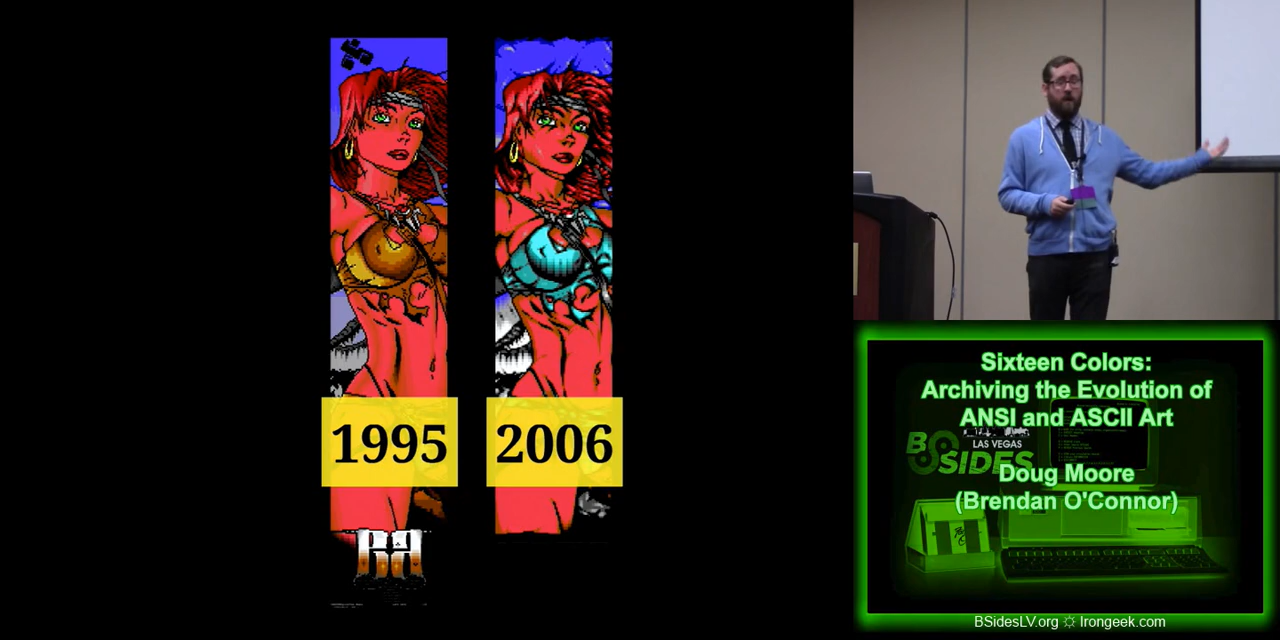 1995
2006
Sixteen Colors:
Archiving the Evolution of
ANSI and ASCII Art
LAS VEGAS
BSIDES
Doug Moore
(Brendan O'Connor)
BSidesLV.org ☼ Irongeek.com